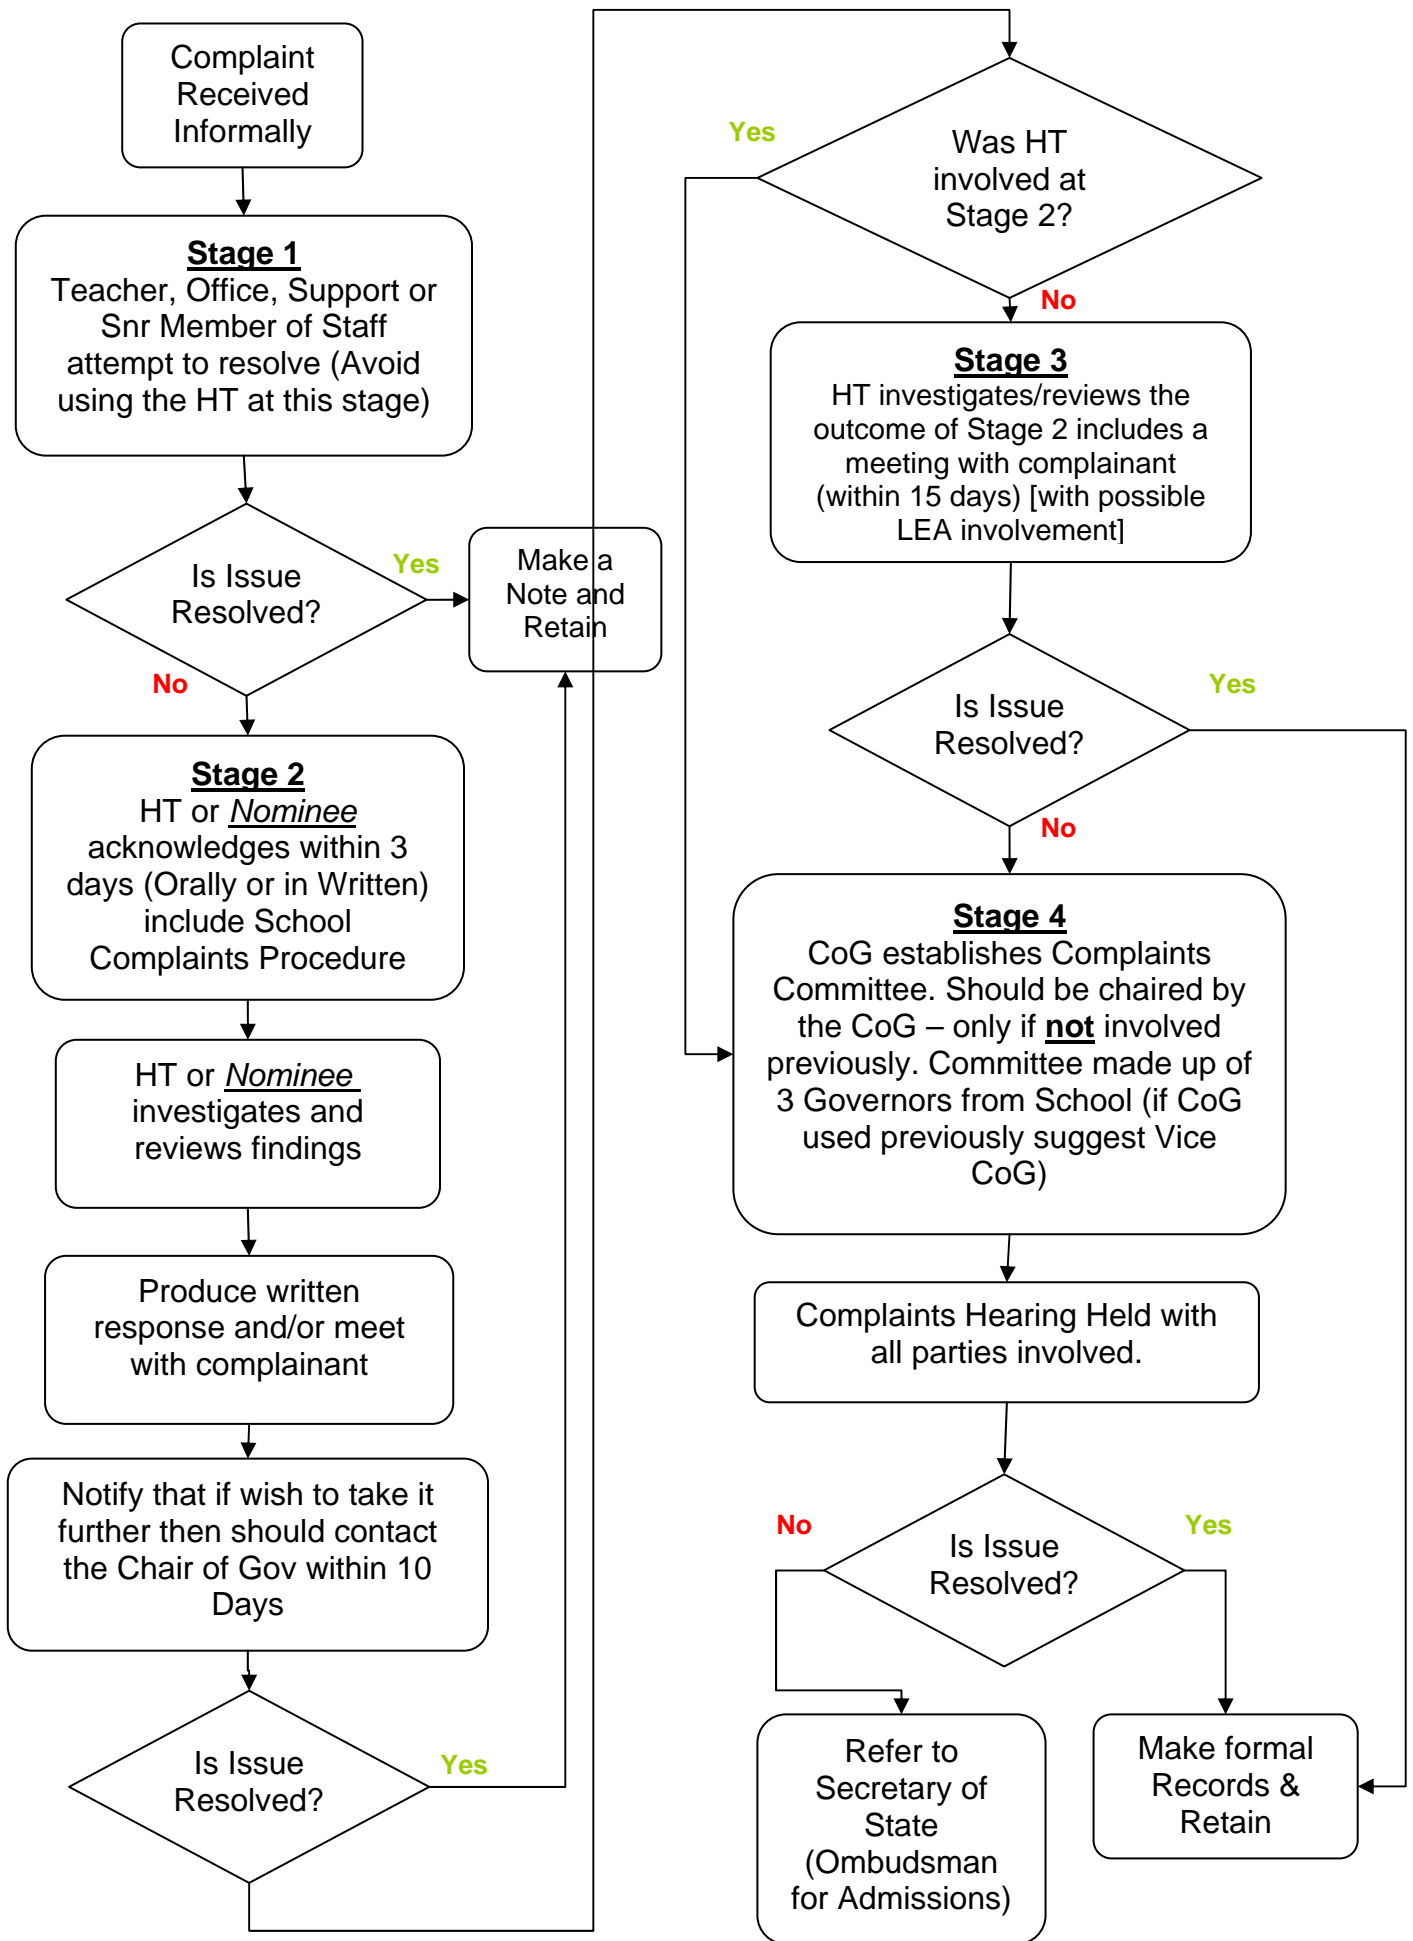 Complaint
Received
Informally
Stage 1
Teacher, Office, Support or
Snr Member of Staff
attempt to resolve (Avoid
using the HT at this stage)
Is Issue
Resolved?
Yes
No
Make a
Note and
Retain
Stage 2
HT or Nominee
acknowledges within 3
days (Orally or in Written)
include School
Complaints Procedure
HT or Nominee
investigates and
reviews findings
Produce written
response and/or meet
with complainant
Notify that if wish to take it
further then should contact
the Chair of Gov within 10
Days
Is Issue
Resolved?
Yes
Was HT
involved at
Stage 2?
Yes
No
Stage 3
HT investigates/reviews the
outcome of Stage 2 includes a
meeting with complainant
(within 15 days) [with possible
LEA involvement]
Is Issue
Resolved?
Yes
No
Stage 4
CoG establishes Complaints
Committee. Should be chaired by
the CoG – only if not involved
previously. Committee made up of
3 Governors from School (if CoG
used previously suggest Vice
CoG)
Complaints Hearing Held with
all parties involved.
Is Issue
Resolved?
No
Yes
Refer to
Secretary of
State
(Ombudsman
for Admissions)
Make formal
Records &
Retain